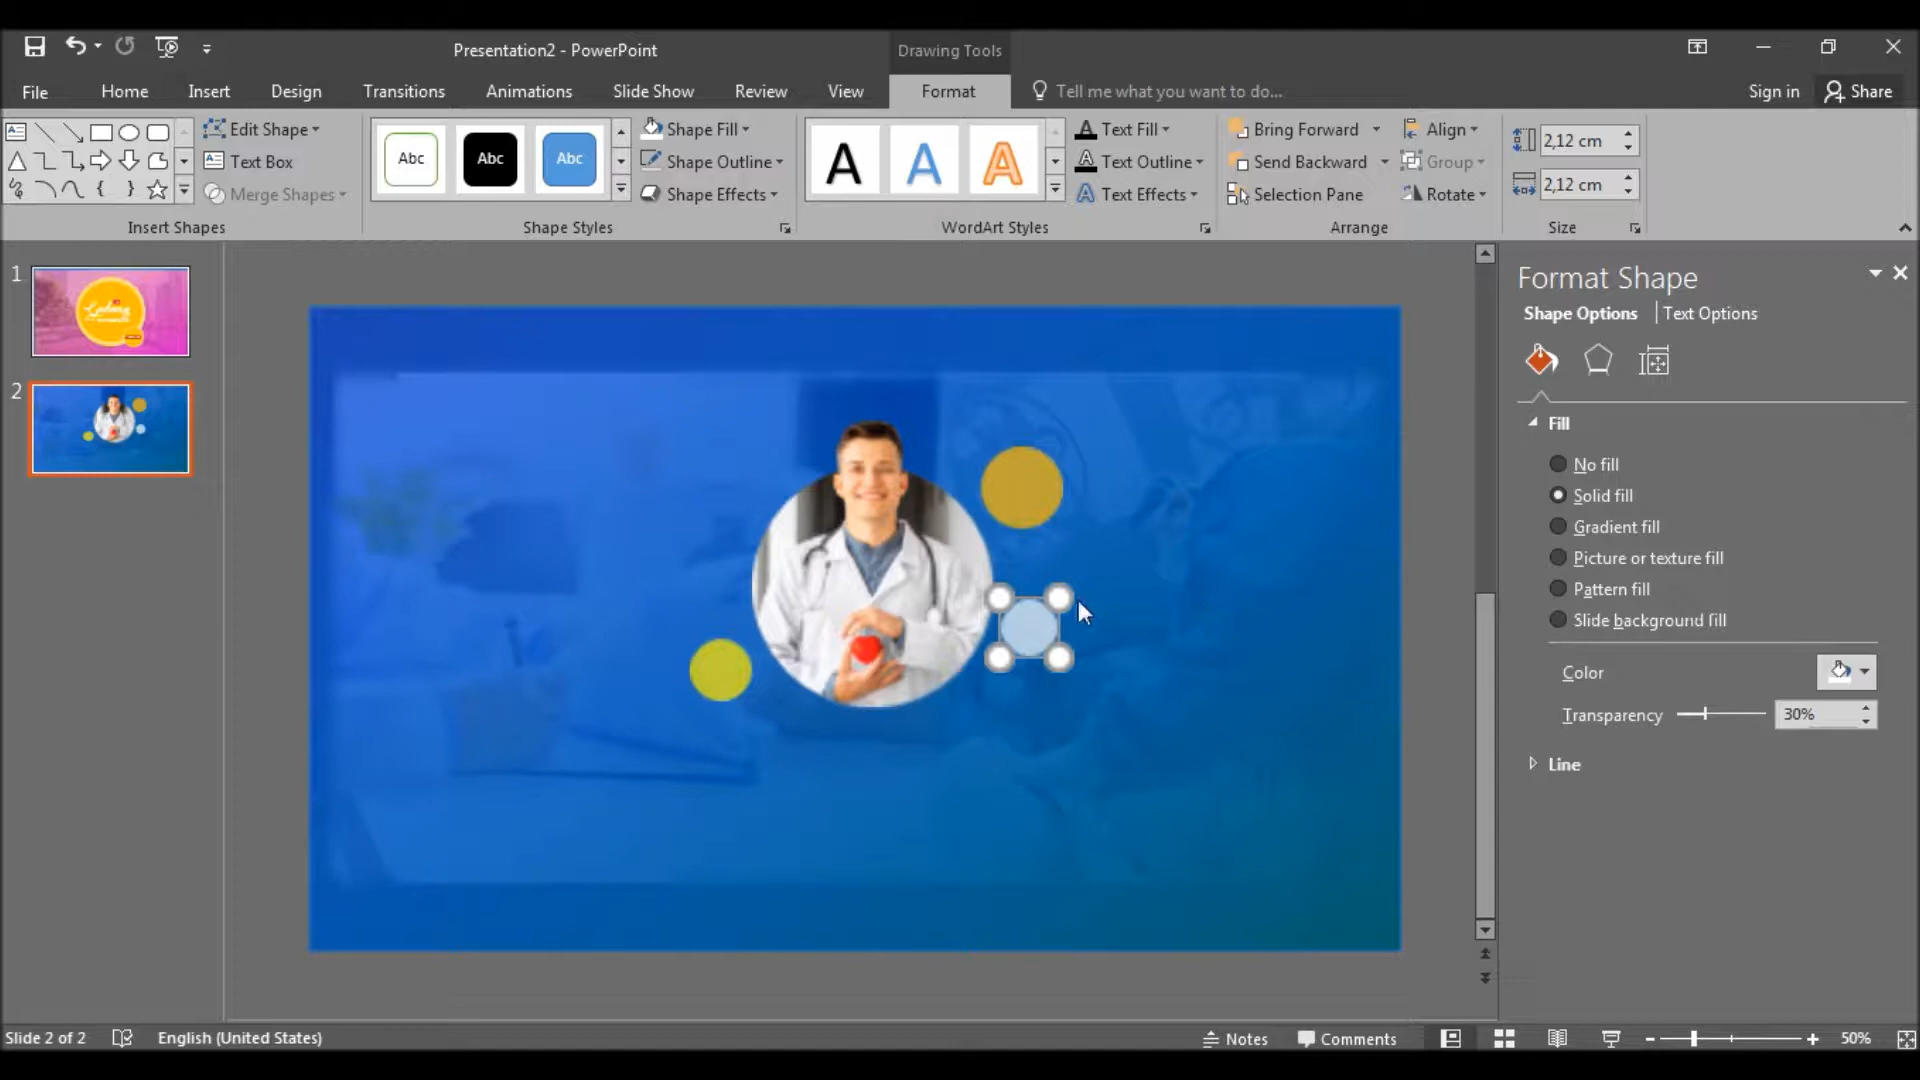 Presentation2 - PowerPoint
Drawing Tools
File Home Insert Design Transitions Animations Slide Show Review View Format Tell me what you want to do... Sign in Share
Edit Shape
Text Box
Merge Shapes
Insert Shapes
Abc Abc Abc
Shape Fill
Shape Outline
Shape Effects
Shape Styles
A A A
Text Fill
Text Outline
Text Effects
WordArt Styles
Bring Forward
Send Backward
Selection Pane
Align
Group
Rotate
Arrange
2,12 cm
2,12 cm
Size
1
2
Format Shape
Shape Options Text Options
Fill
No fill
Solid fill
Gradient fill
Picture or texture fill
Pattern fill
Slide background fill
Color
Transparency 30%
Line
Slide 2 of 2 English (United States) Notes Comments 50%